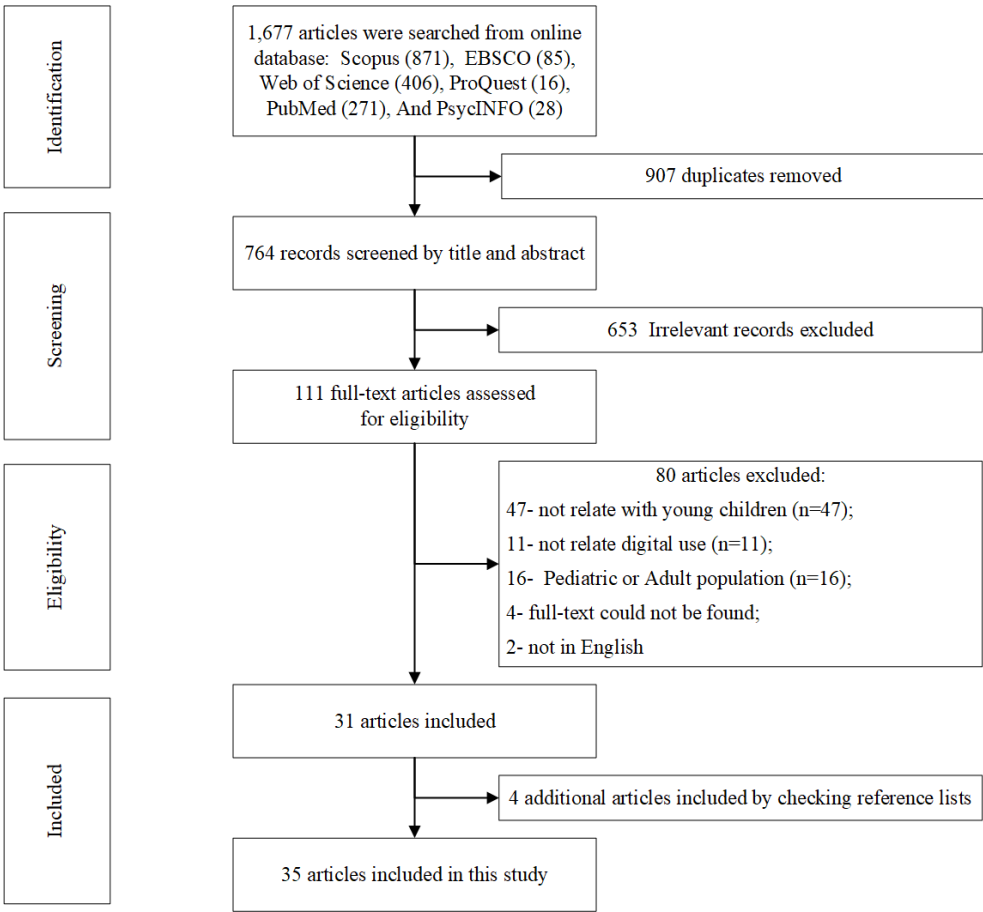 Identification
1,677 articles were searched from online
database: Scopus (871), EBSCO (85),
Web of Science (406), ProQuest (16),
PubMed (271), And PsycINFO (28)
907 duplicates removed
Screening
764 records screened by title and abstract
653 Irrelevant records excluded
111 full-text articles assessed
for eligibility
Eligibility
80 articles excluded:
47- not relate with young children (n=47);
11- not relate digital use (n=11);
16- Pediatric or Adult population (n=16);
4- full-text could not be found;
2- not in English
Included
31 articles included
4 additional articles included by checking reference lists
35 articles included in this study